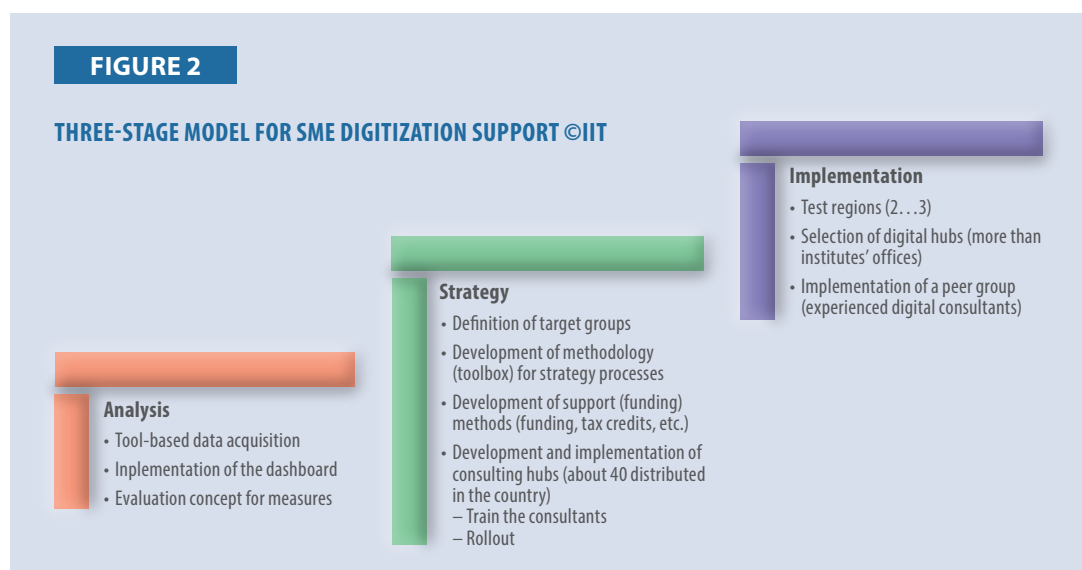 FIGURE 2
THREE-STAGE MODEL FOR SME DIGITIZATION SUPPORT ©IIT
Analysis
• Tool-based data acquisition
• Inplementation of the dashboard
• Evaluation concept for measures
Strategy
• Definition of target groups
• Development of methodology
(toolbox) for strategy processes
• Development of support (funding)
methods (funding, tax credits, etc.)
• Development and implementation of
consulting hubs (about 40 distributed
in the country)
– Train the consultants
– Rollout
Implementation
• Test regions (2...3)
• Selection of digital hubs (more than
institutes’ offices)
• Implementation of a peer group
(experienced digital consultants)